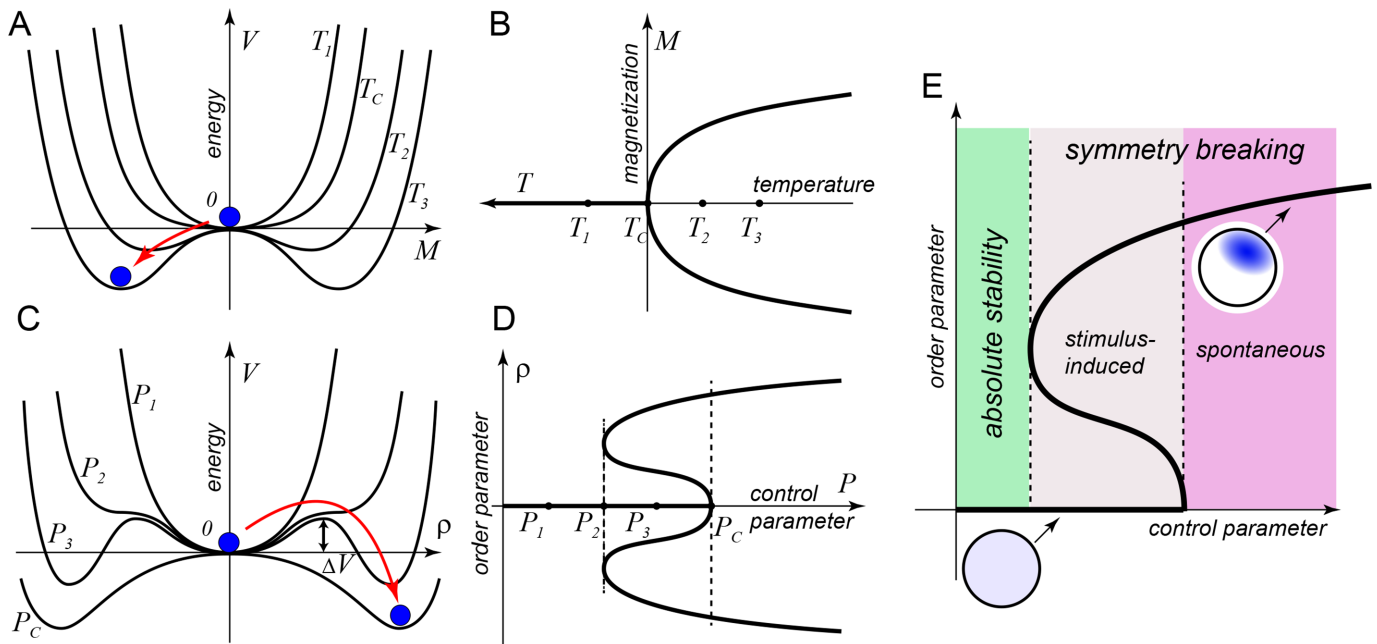 A
V
energy
0
T1
TC
T2
T3
M
B
M
magnetization
T
temperature
T1
TC
T2
T3
C
V
energy
0
P1
P2
P3
PC
ΔV
ρ
D
ρ
order parameter
P1
P2
P3
PC
control
parameter
P
E
symmetry breaking
order parameter
absolute stability
stimulus-
induced
spontaneous
control parameter